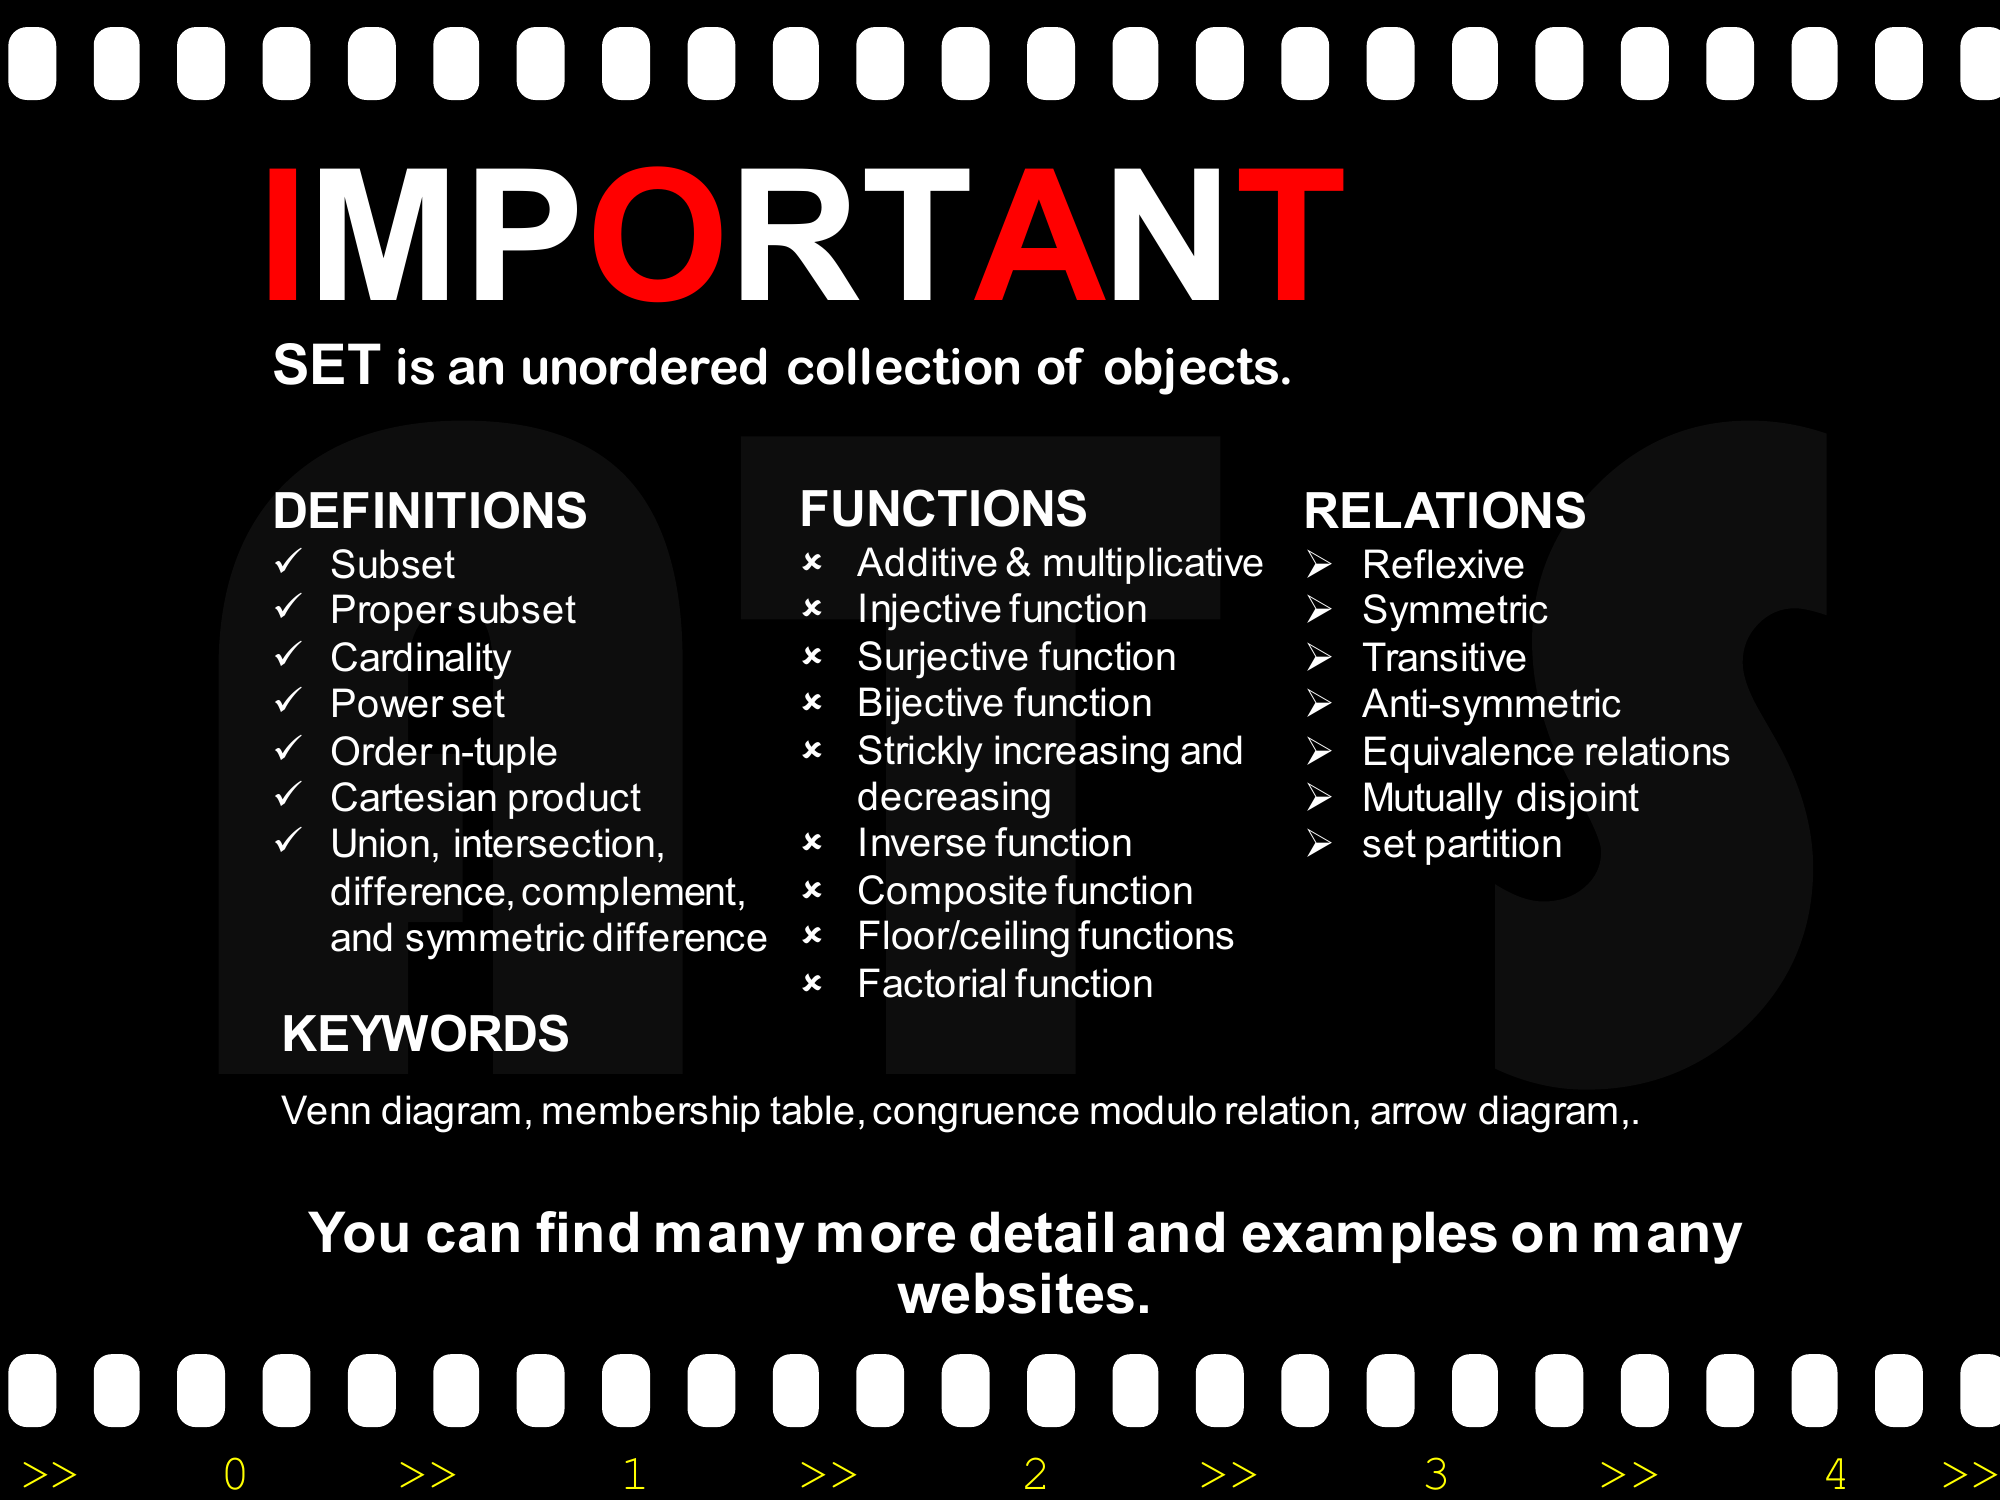 IMPORTANT
SET is an unordered collection of objects.
DEFINITIONS
Subset
Proper subset
Cardinality
Power set
Order n-tuple
Cartesian product
Union, intersection,
difference, complement,
and symmetric difference
FUNCTIONS
Additive & multiplicative
Injective function
Surjective function
Bijective function
Strickly increasing and
decreasing
Inverse function
Composite function
Floor/ceiling functions
Factorial function
RELATIONS
Reflexive
Symmetric
Transitive
Anti-symmetric
Equivalence relations
Mutually disjoint
set partition
KEYWORDS
Venn diagram, membership table, congruence modulo relation, arrow diagram,.
You can find many more detail and examples on many
websites.
>> 0 >> 1 >> 2 >> 3 >> 4 >>